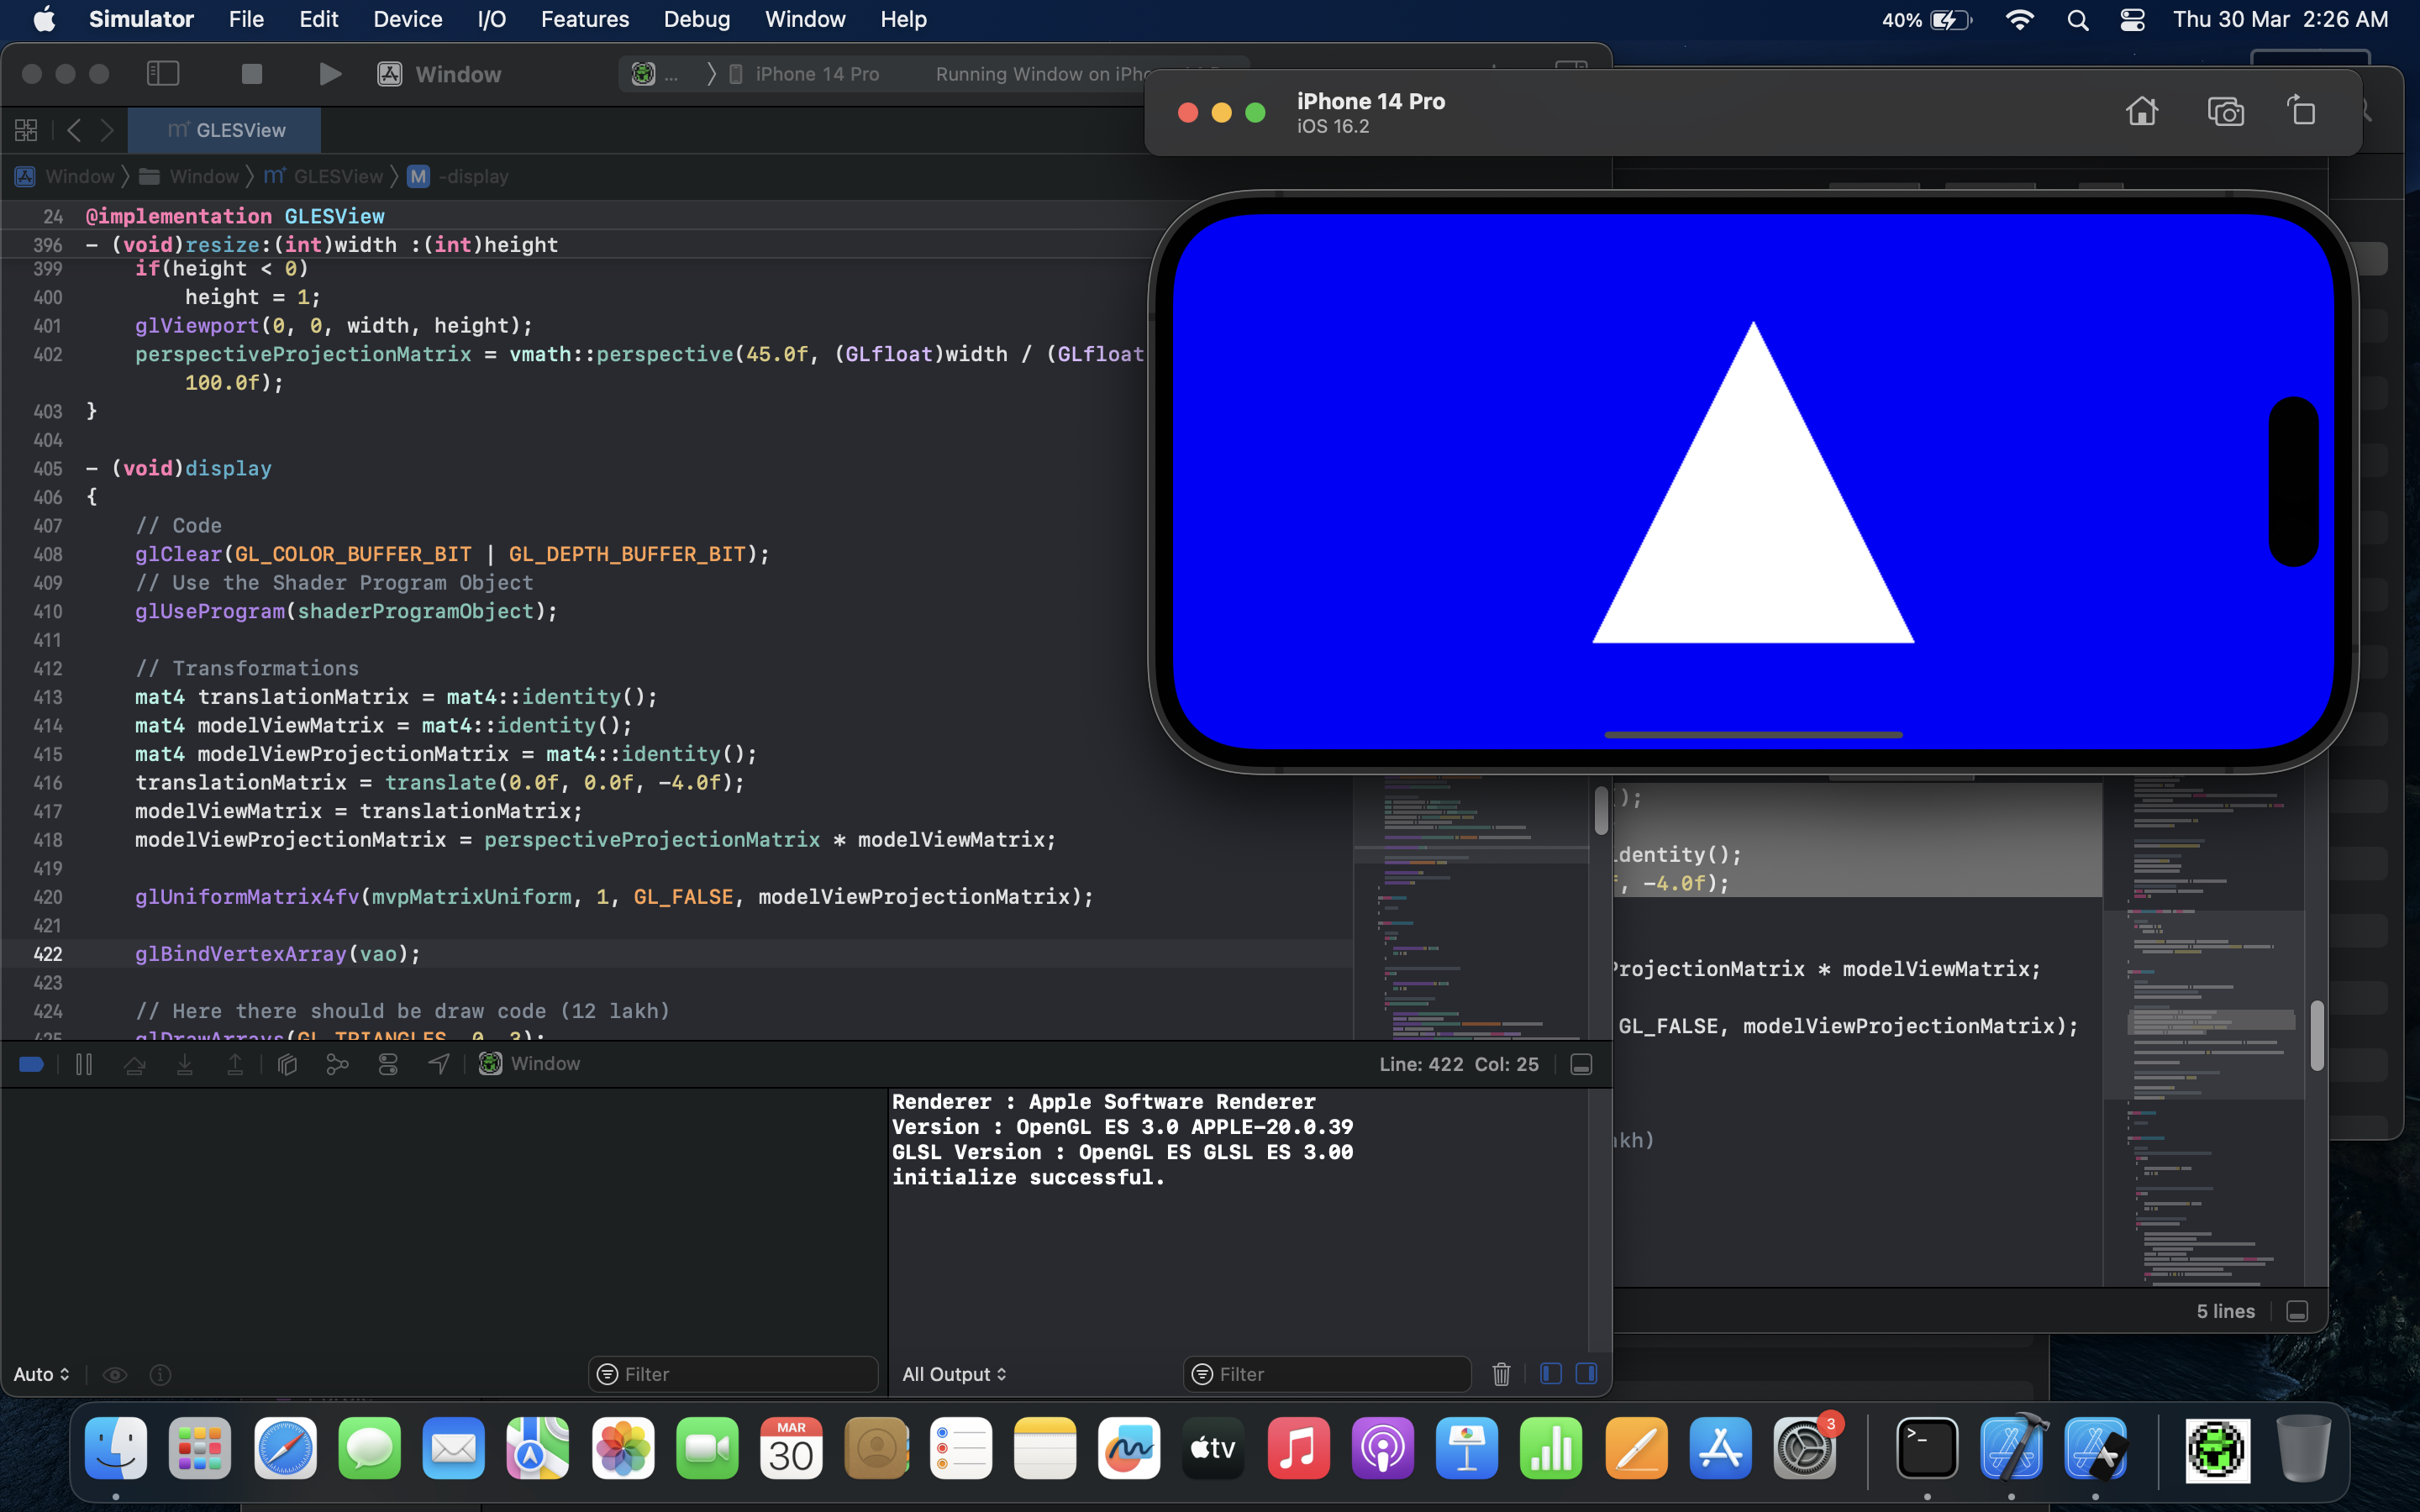 Simulator File Edit Device I/O Features Debug Window Help 40% Thu 30 Mar 2:26 AM
Window ... iPhone 14 Pro Running Window on
iPhone 14 Pro
iOS 16.2
GLESView
Window Window GLESView M -display
24 @implementation GLESView
396 - (void)resize:(int)width :(int)height
399 if(height < 0)
400 height = 1;
401 glViewport(0, 0, width, height);
402 perspectiveProjectionMatrix = vmath::perspective(45.0f, (GLfloat)width / (GLfloat
100.0f);
403 }
404
405 - (void)display
406 {
407 // Code
408 glClear(GL_COLOR_BUFFER_BIT | GL_DEPTH_BUFFER_BIT);
409 // Use the Shader Program Object
410 glUseProgram(shaderProgramObject);
411
412 // Transformations
413 mat4 translationMatrix = mat4::identity();
414 mat4 modelViewMatrix = mat4::identity();
415 mat4 modelViewProjectionMatrix = mat4::identity();
416 translationMatrix = translate(0.0f, 0.0f, -4.0f);
417 modelViewMatrix = translationMatrix;
418 modelViewProjectionMatrix = perspectiveProjectionMatrix * modelViewMatrix;
419
420 glUniformMatrix4fv(mvpMatrixUniform, 1, GL_FALSE, modelViewProjectionMatrix);
421
422 glBindVertexArray(vao);
423
424 // Here there should be draw code (12 lakh)
425 glDrawArrays(GL_TRIANGLES, 0, 3);
);
identity();
, -4.0f);
ProjectionMatrix * modelViewMatrix;
GL_FALSE, modelViewProjectionMatrix);
kh)
5 lines
Window Line: 422 Col: 25
Renderer : Apple Software Renderer
Version : OpenGL ES 3.0 APPLE-20.0.39
GLSL Version : OpenGL ES GLSL ES 3.00
initialize successful.
Auto Filter All Output Filter
MAR
30
tv
3